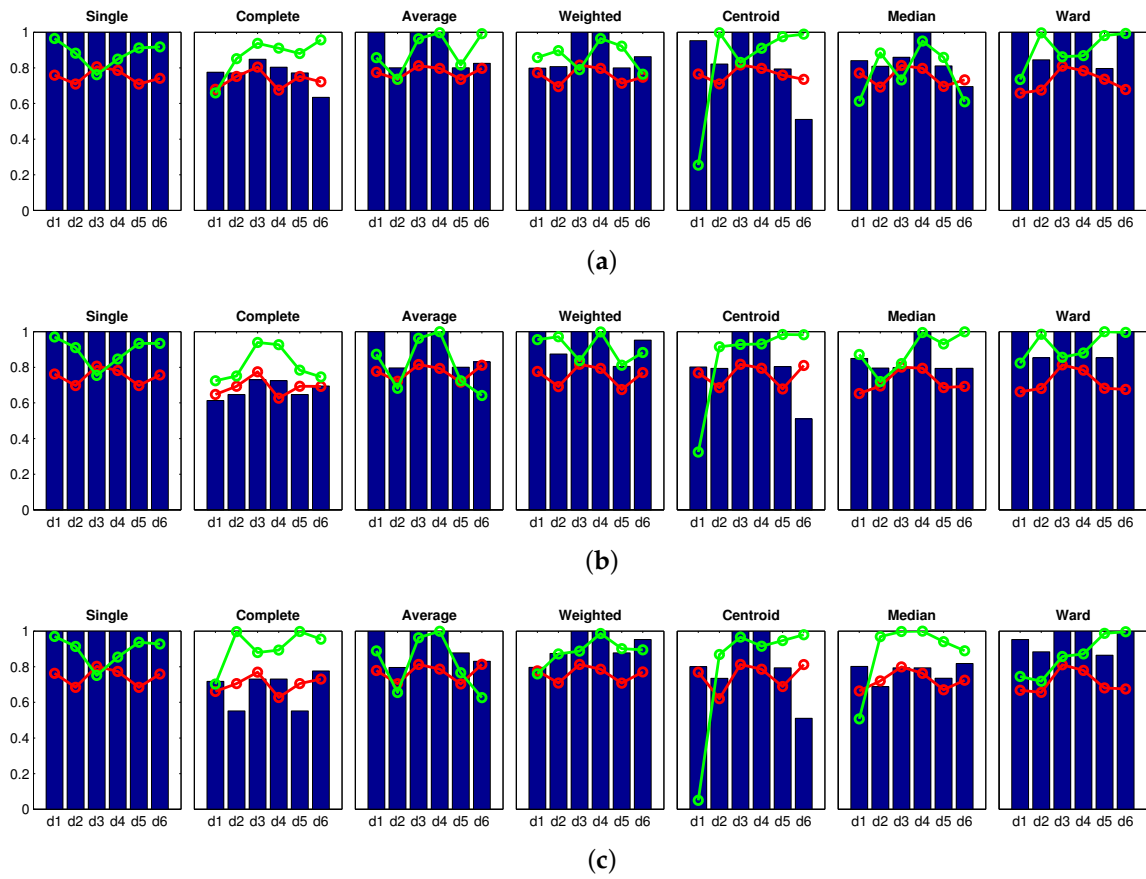 Single Complete Average Weighted Centroid Median Ward
1
0.8
0.6
0.4
0.2
0
d1 d2 d3 d4 d5 d6 d1 d2 d3 d4 d5 d6 d1 d2 d3 d4 d5 d6 d1 d2 d3 d4 d5 d6 d1 d2 d3 d4 d5 d6 d1 d2 d3 d4 d5 d6 d1 d2 d3 d4 d5 d6
(a)
Single Complete Average Weighted Centroid Median Ward
1
0.8
0.6
0.4
0.2
0
d1 d2 d3 d4 d5 d6 d1 d2 d3 d4 d5 d6 d1 d2 d3 d4 d5 d6 d1 d2 d3 d4 d5 d6 d1 d2 d3 d4 d5 d6 d1 d2 d3 d4 d5 d6 d1 d2 d3 d4 d5 d6
(b)
Single Complete Average Weighted Centroid Median Ward
1
0.8
0.6
0.4
0.2
0
d1 d2 d3 d4 d5 d6 d1 d2 d3 d4 d5 d6 d1 d2 d3 d4 d5 d6 d1 d2 d3 d4 d5 d6 d1 d2 d3 d4 d5 d6 d1 d2 d3 d4 d5 d6 d1 d2 d3 d4 d5 d6
(c)